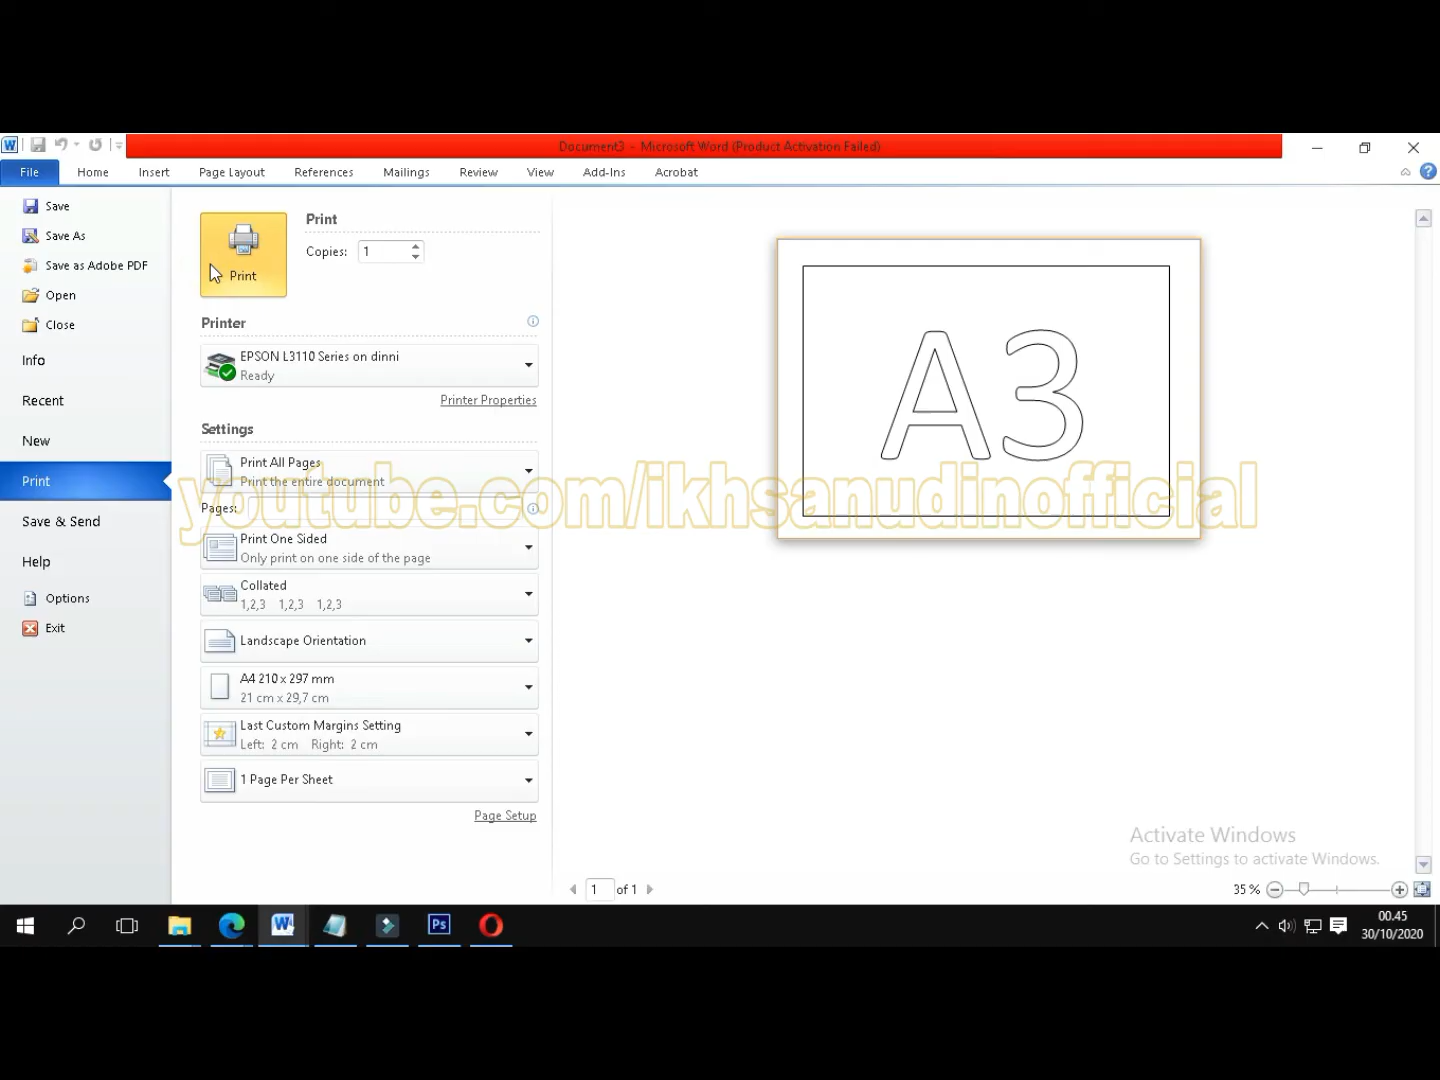 Document3 - Microsoft Word (Product Activation Failed)
File Home Insert Page Layout References Mailings Review View Add-Ins Acrobat
Save
Save As
Save as Adobe PDF
Open
Close
Info
Recent
New
Print
Save & Send
Help
Options
Exit
Print
Print
Copies: 1
Printer
EPSON L3110 Series on dinni
Ready
Printer Properties
Settings
Print All Pages
Print the entire document
Pages:
Print One Sided
Only print on one side of the page
Collated
1,2,3 1,2,3 1,2,3
Landscape Orientation
A4 210 x 297 mm
21 cm x 29,7 cm
Last Custom Margins Setting
Left: 2 cm Right: 2 cm
1 Page Per Sheet
Page Setup
A3
youtube.com/ikhsanudinofficial
Activate Windows
Go to Settings to activate Windows.
1 of 1
35 %
Ps
00.45
30/10/2020